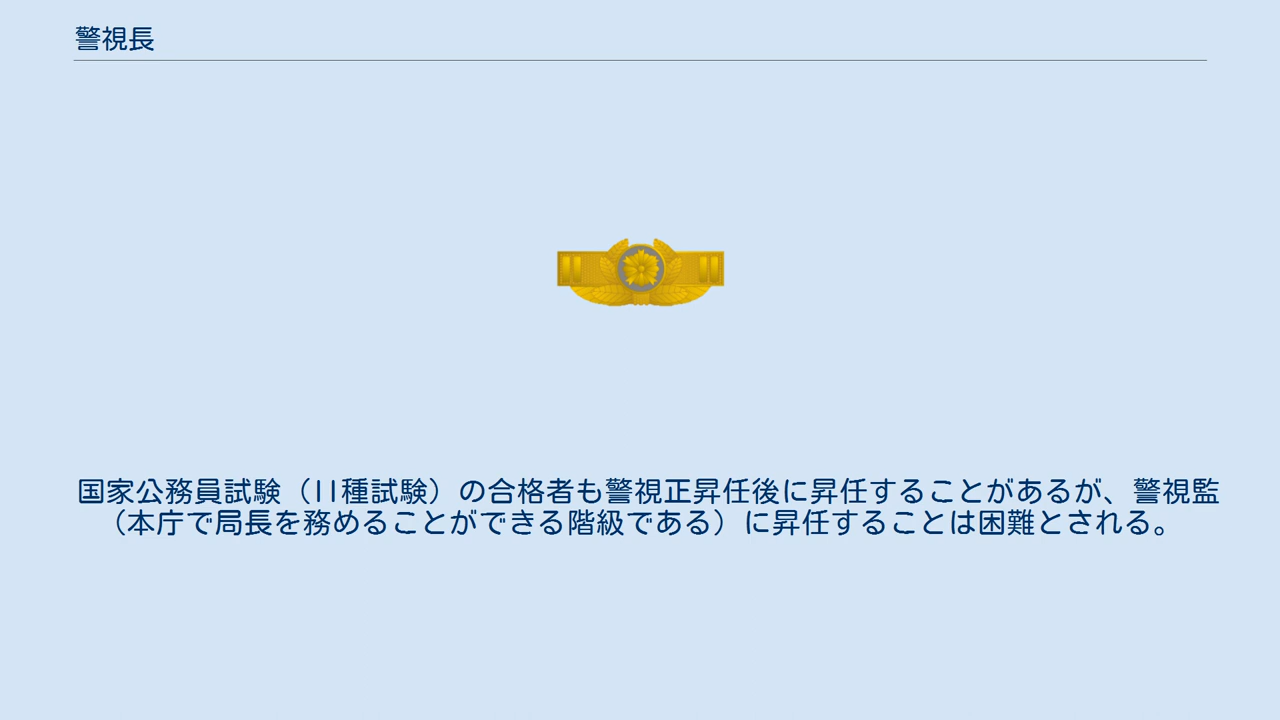 警視長
国家公務員試験（II種試験）の合格者も警視正昇任後に昇任することがあるが、警視監
（本庁で局長を務めることができる階級である）に昇任することは困難とされる。